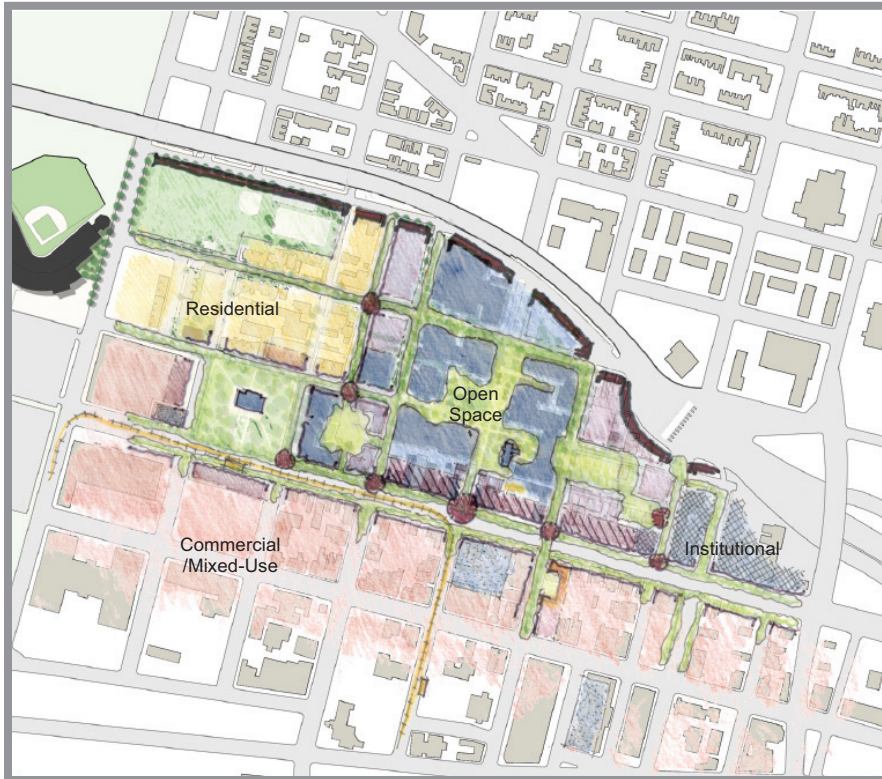 Residential
Open
Space
Commercial
/Mixed-Use
Institutional